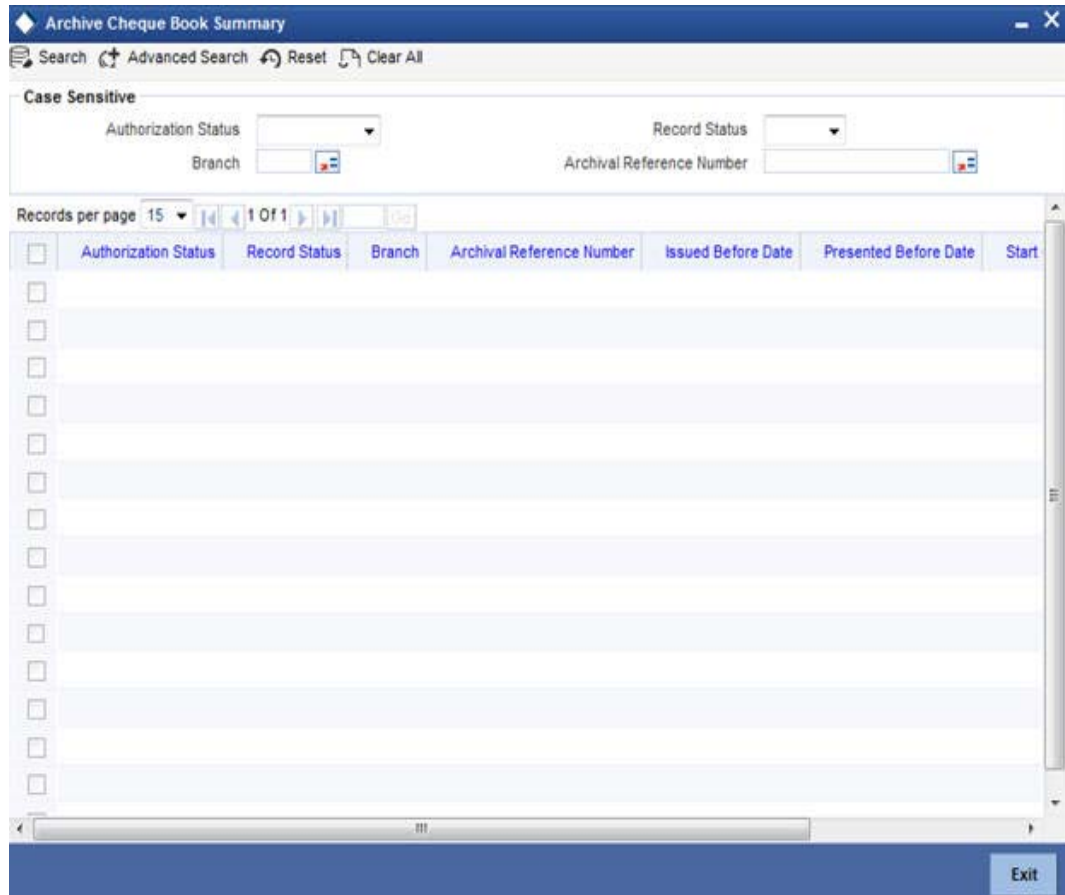 Archive Cheque Book Summary
Search Advanced Search Reset Clear All
Case Sensitive
Authorization Status Record Status
Branch Archival Reference Number
Records per page 15 1 Of 1 Go
Authorization Status Record Status Branch Archival Reference Number Issued Before Date Presented Before Date Start
Exit